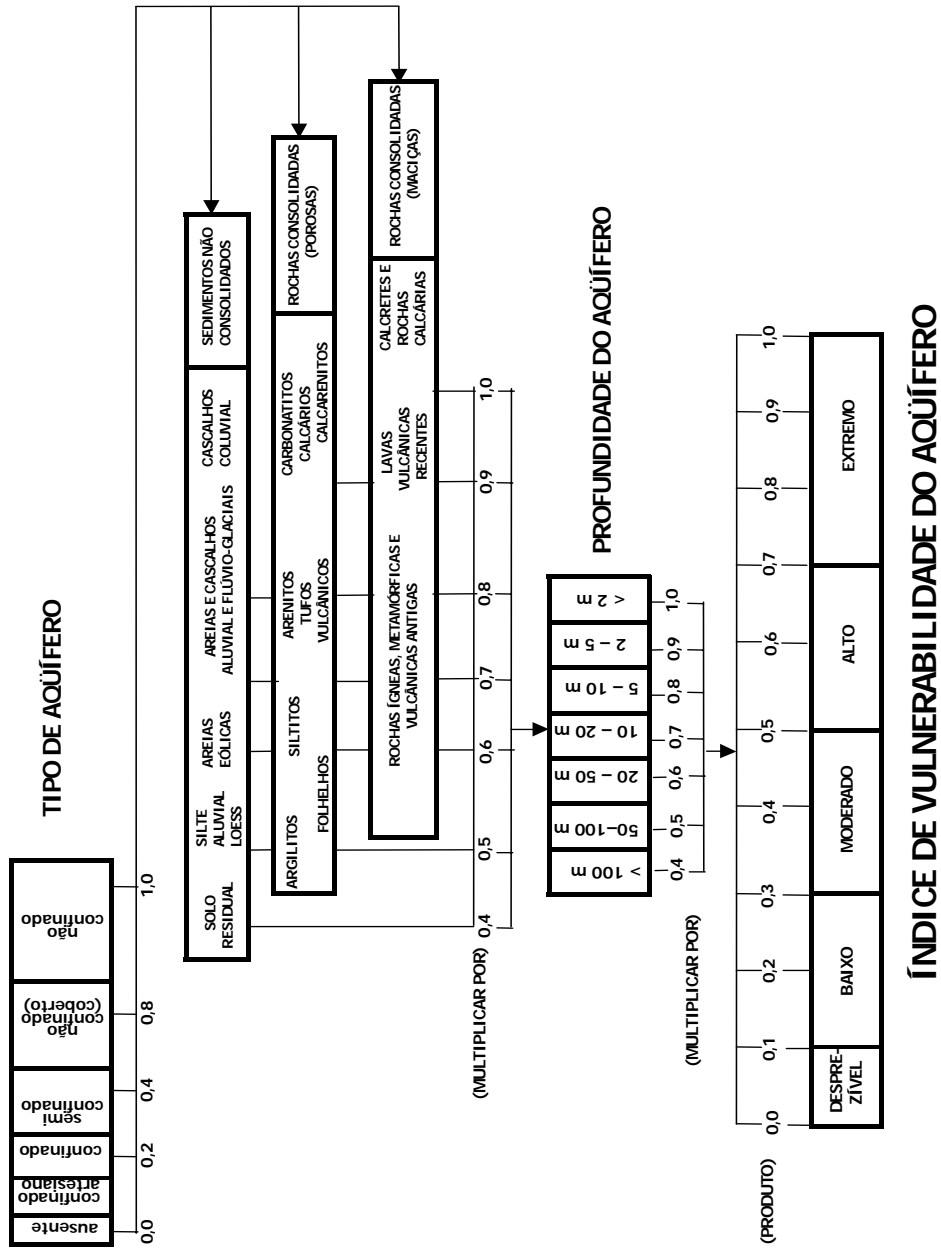 TIPO DE AQÜÍFERO
ausente
confinado
artesiano
confinado
semi
confinado
não
confinado
(coberto)
não
confinado
0,0
0,2
0,4
0,8
1,0
SOLO
RESIDUAL
SILTE
ALUVIAL
LOESS
AREIAS
EÓLICAS
AREIAS E CASCALHOS
ALUVIAL E FLÚVIO-GLACIAIS
CASCALHOS
COLUVIAL
SEDIMENTOS NÃO
CONSOLIDADOS
ARGILITOS
FOLHELHOS
SILTITOS
ARENITOS
TUFOS
VULCÂNICOS
CARBONATITOS
CALCÁRIOS
CALCARENITOS
ROCHAS CONSOLIDADAS
(POROSAS)
ROCHAS ÍGNEAS, METAMÓRFICAS E
VULCÂNICAS ANTIGAS
LAVAS
VULCÂNICAS
RECENTES
CALCRETES E
ROCHAS
CALCÁRIAS
ROCHAS CONSOLIDADAS
(MACIÇAS)
(MULTIPLICAR POR)
0,4
0,5
0,6
0,7
0,8
0,9
1,0
PROFUNDIDADE DO AQÜÍFERO
> 100 m
50–100 m
20 – 50 m
10 – 20 m
5 – 10 m
2 – 5 m
< 2 m
(MULTIPLICAR POR)
0,4
0,5
0,6
0,7
0,8
0,9
1,0
(PRODUTO)
0,0
0,1
0,2
0,3
0,4
0,5
0,6
0,7
0,8
0,9
1,0
DESPRE-
ZÍVEL
BAIXO
MODERADO
ALTO
EXTREMO
ÍNDICE DE VULNERABILIDADE DO AQÜÍFERO